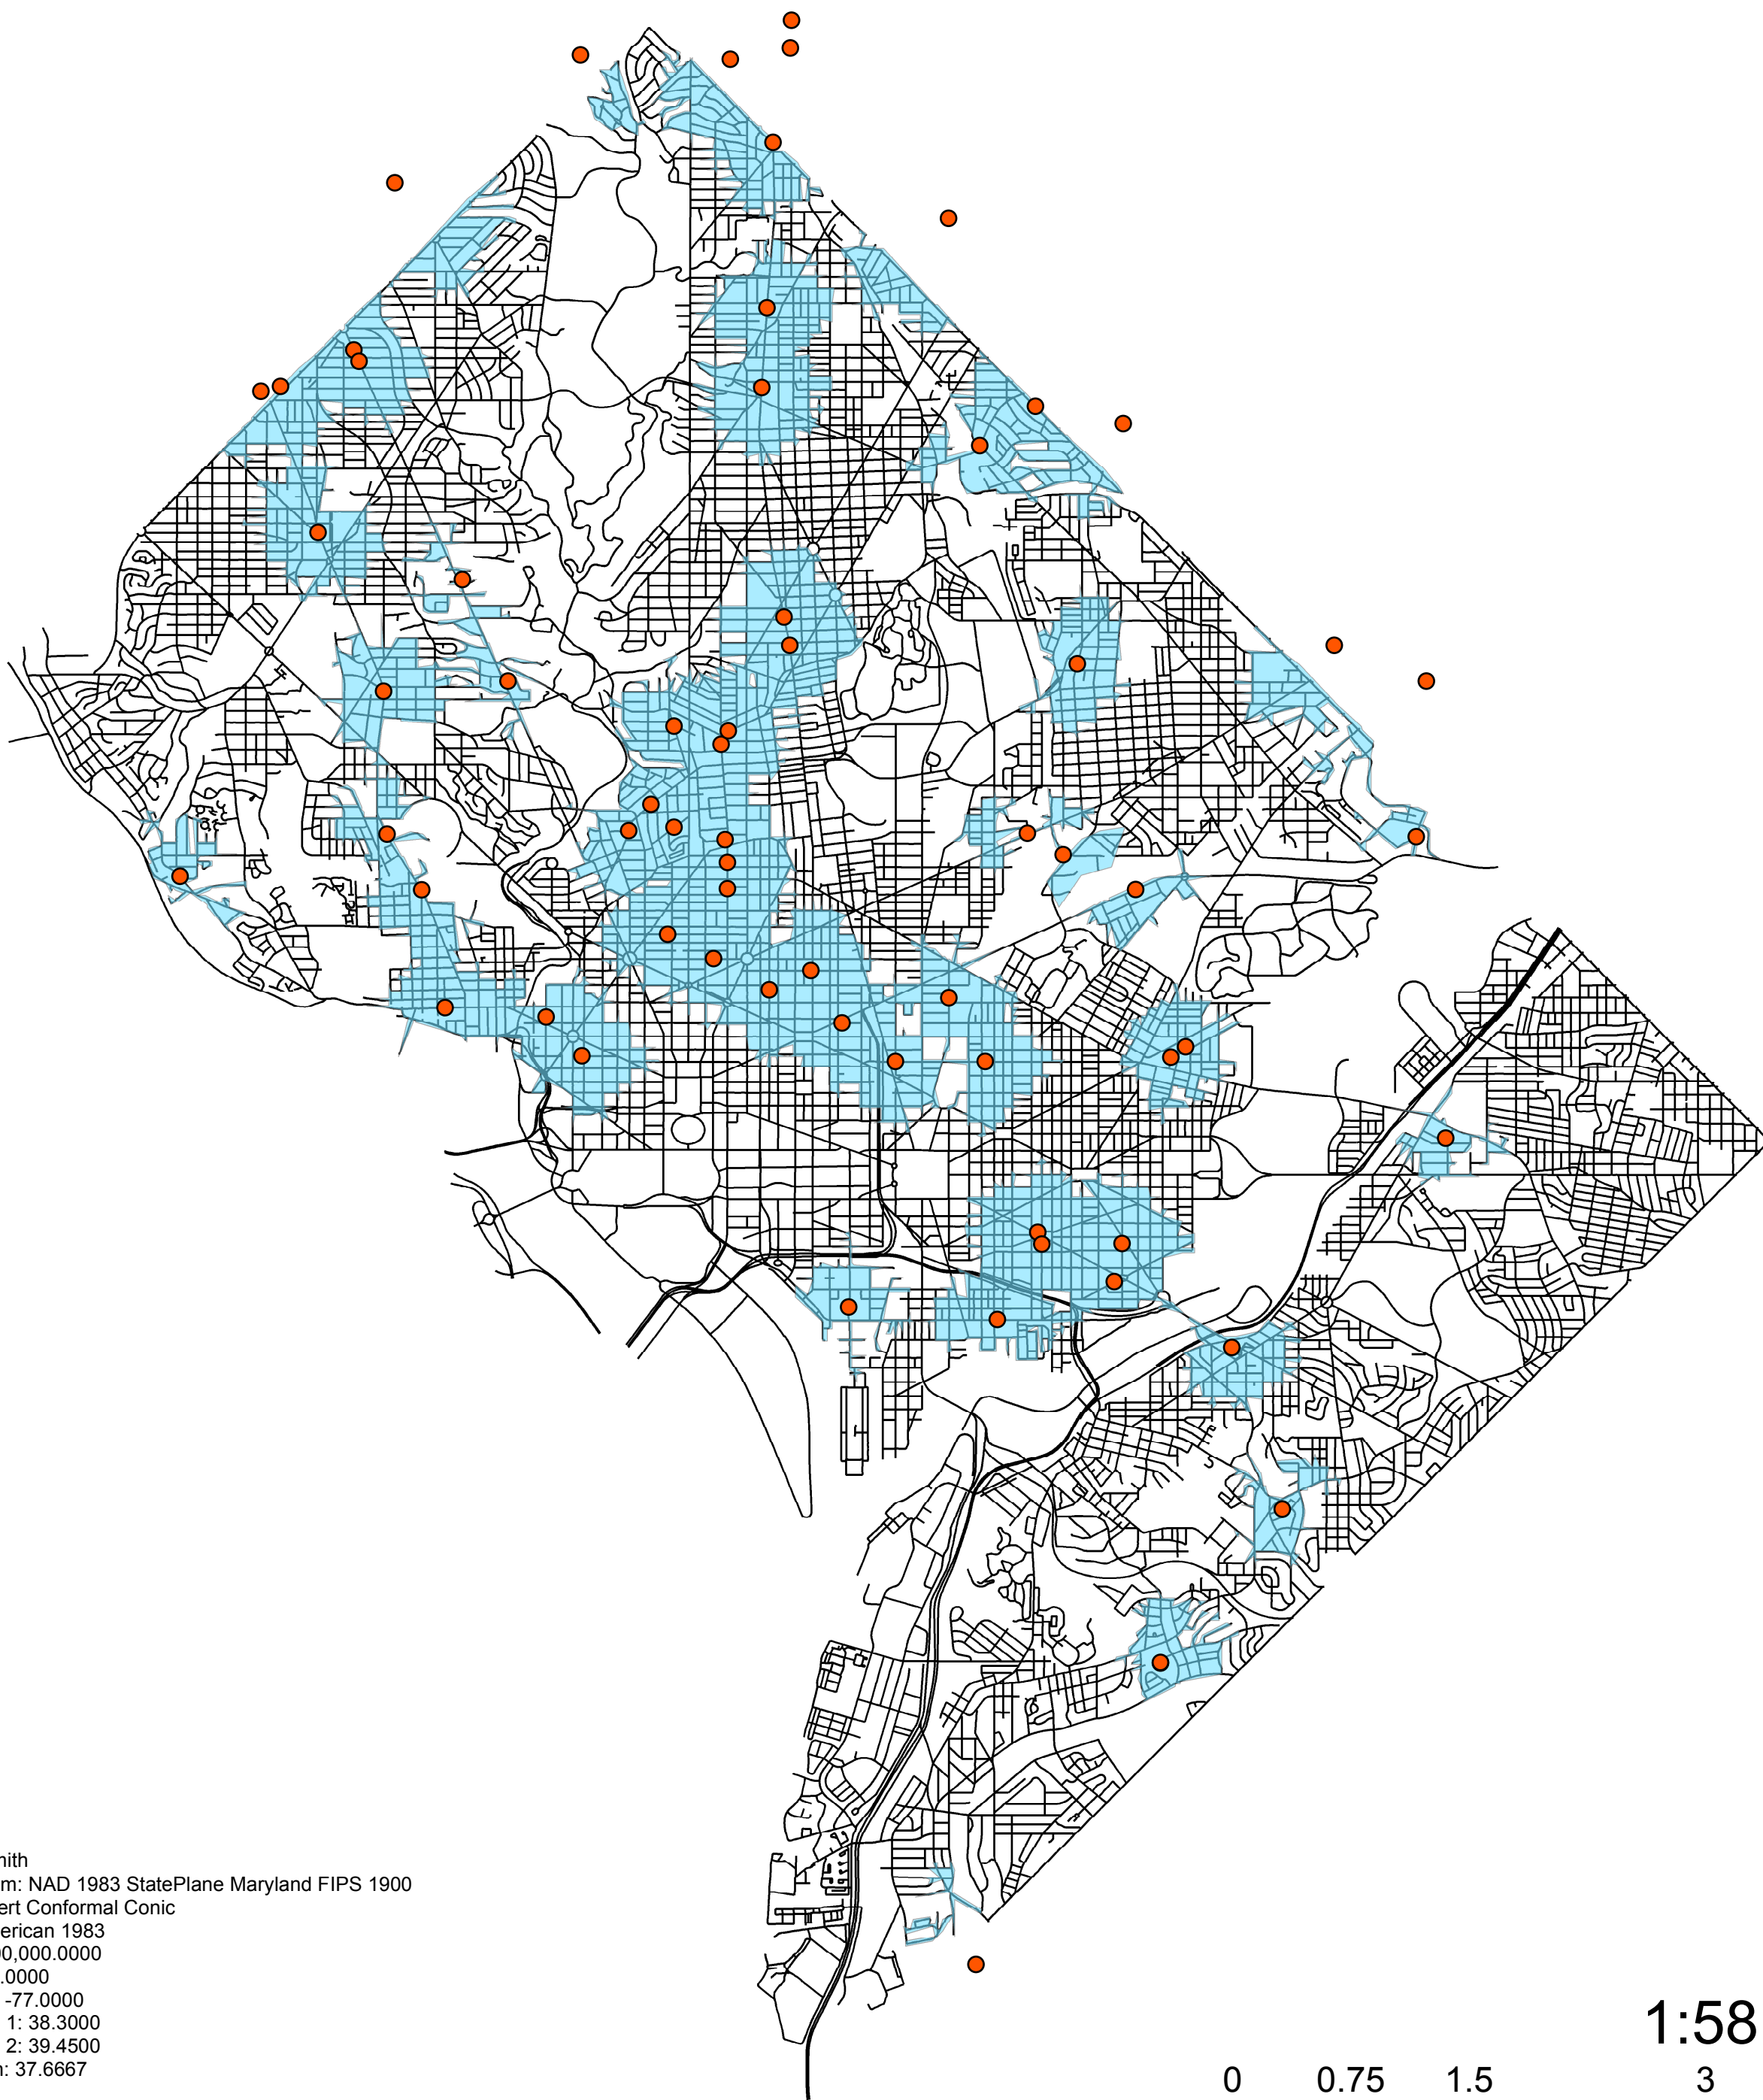 nith
m: NAD 1983 StatePlane Maryland FIPS 1900
ert Conformal Conic
erican 1983
00,000.0000
.0000
-77.0000
1: 38.3000
2: 39.4500
n: 37.6667
1:58
0 0.75 1.5 3